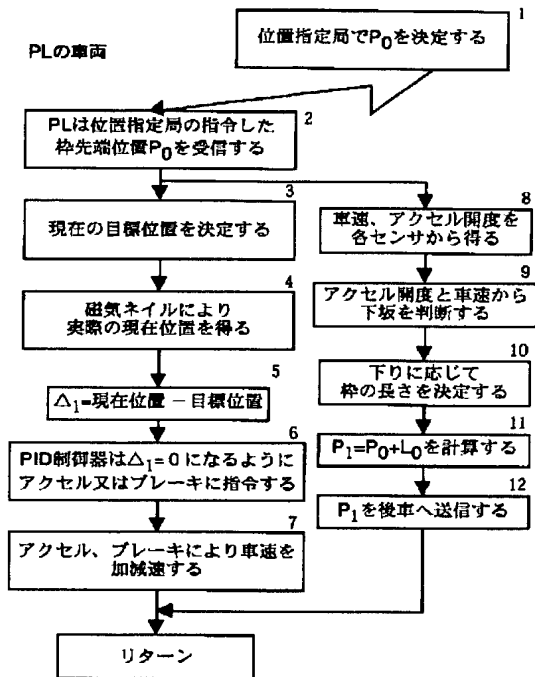 1
位置指定局でP0を決定する
PLの車両
2
PLは位置指定局の指令した
枠先端位置P0を受信する
3
現在の目標位置を決定する
4
磁気ネイルにより
実際の現在位置を得る
5
△1=現在位置 − 目標位置
6
PID制御器は△1=0になるように
アクセル又はブレーキに指令する
7
アクセル、ブレーキにより車速を
加減速する
8
車速、アクセル開度を
各センサから得る
9
アクセル開度と車速から
下坂を判断する
10
下りに応じて
枠の長さを決定する
11
P1=P0+L0を計算する
12
P1を後車へ送信する
リターン